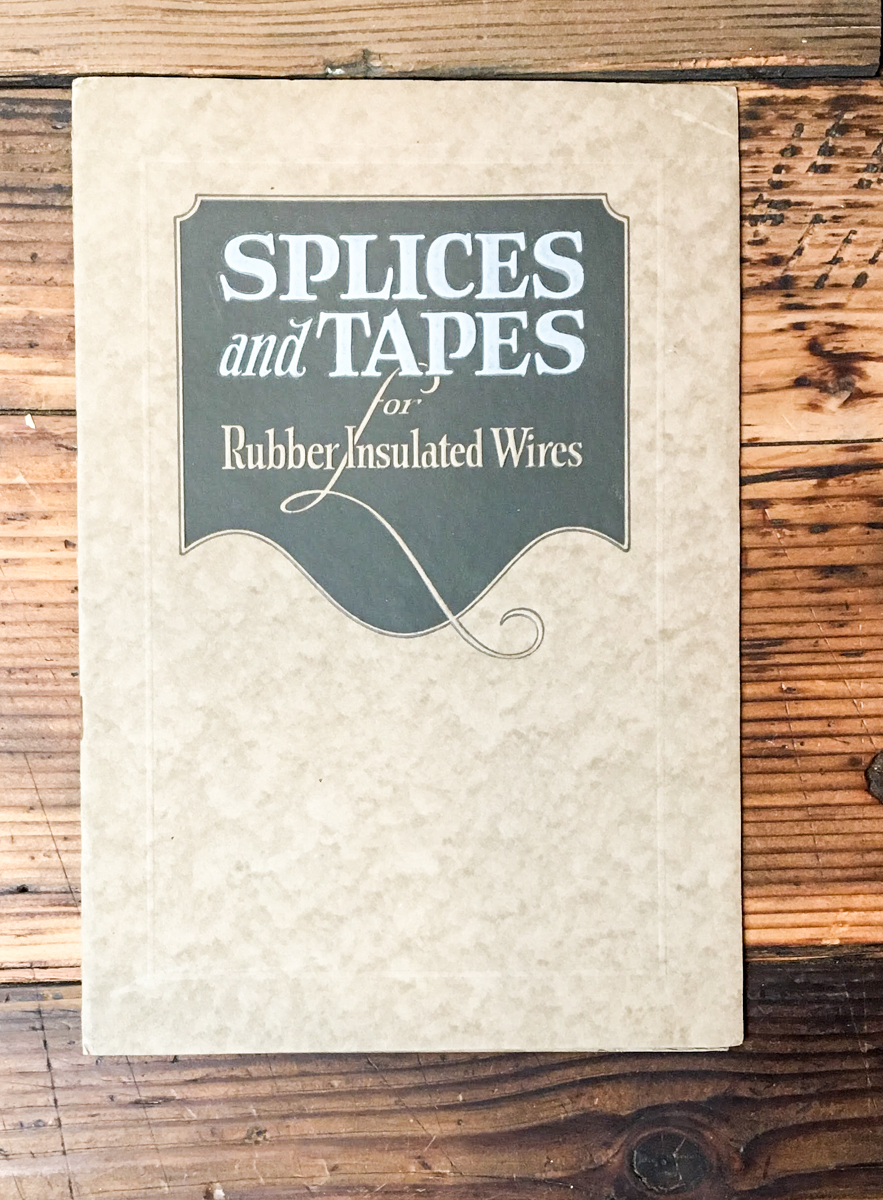 SPLICES
and TAPES
for
Rubber Insulated Wires